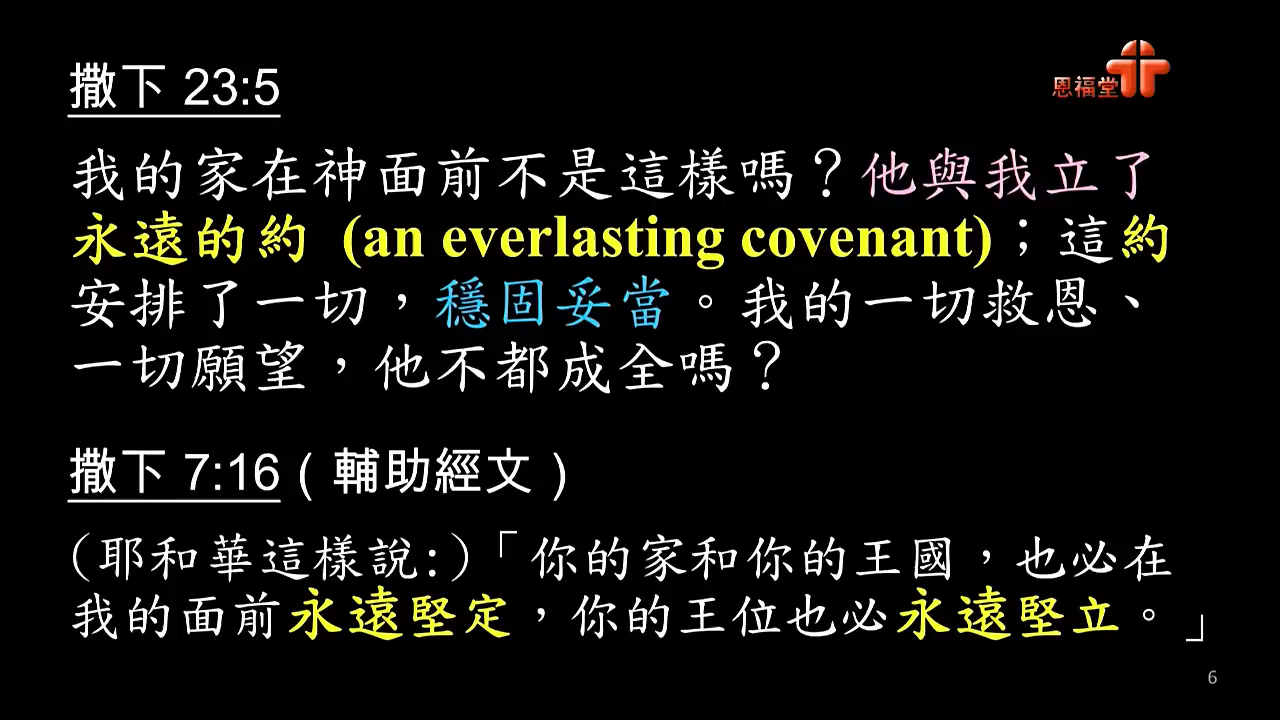 撒下 23:5
恩福堂
我的家在神面前不是這樣嗎？他與我立了
永遠的約 (an everlasting covenant)；這約
安排了一切，穩固妥當。我的一切救恩、
一切願望，他不都成全嗎？
撒下 7:16（輔助經文）
(耶和華這樣說:)「你的家和你的王國，也必在
我的面前永遠堅定，你的王位也必永遠堅立。」
6